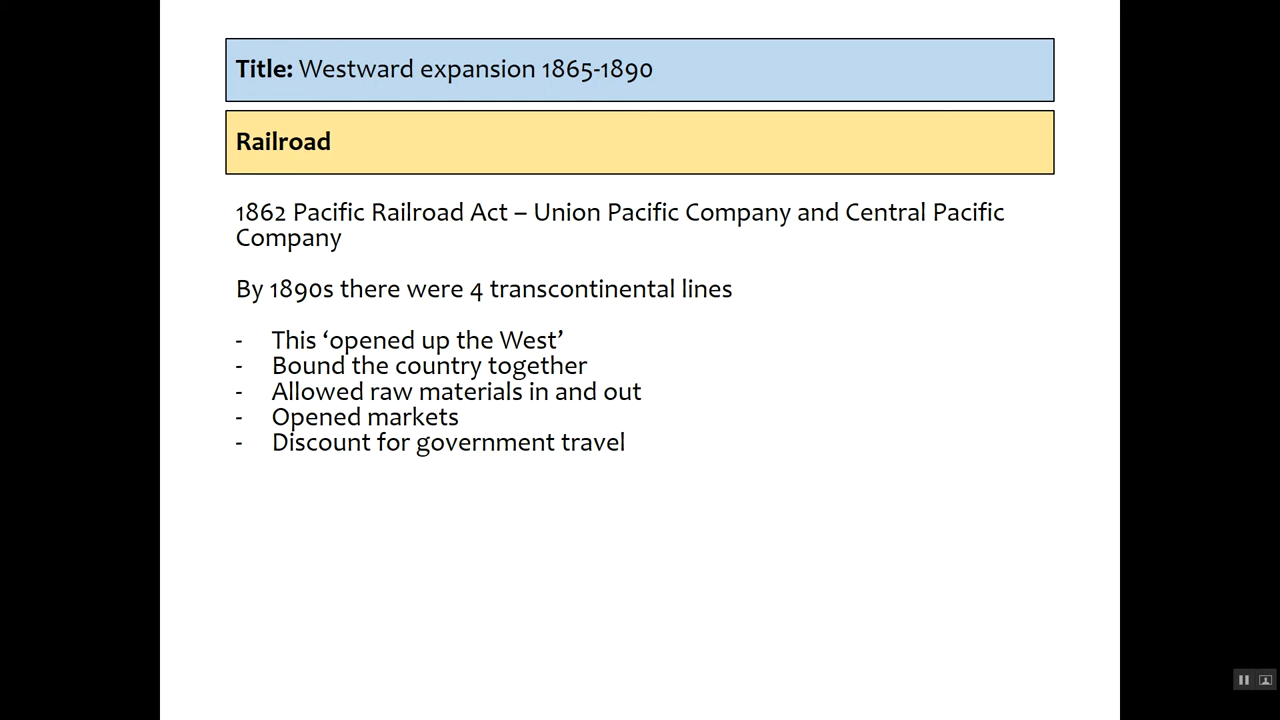 Title: Westward expansion 1865-1890
Railroad
1862 Pacific Railroad Act – Union Pacific Company and Central Pacific
Company
By 1890s there were 4 transcontinental lines
- This ‘opened up the West’
- Bound the country together
- Allowed raw materials in and out
- Opened markets
- Discount for government travel